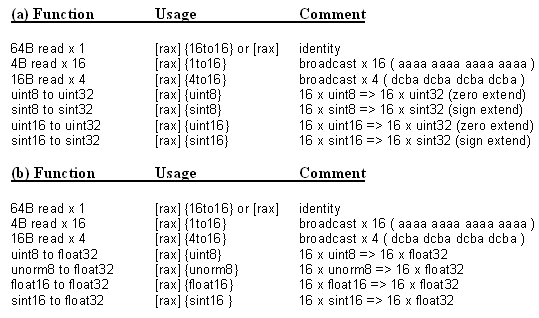 (a) Function Usage Comment
64B read x 1 [rax] {16to16} or [rax] identity
4B read x 16 [rax] {1to16} broadcast x 16 ( aaaa aaaa aaaa aaaa )
16B read x 4 [rax] {4to16} broadcast x 4 ( dcba dcba dcba dcba )
uint8 to uint32 [rax] {uint8} 16 x uint8 => 16 x uint32 (zero extend)
sint8 to sint32 [rax] {sint8} 16 x sint8 => 16 x sint32 (sign extend)
uint16 to uint32 [rax] {uint16} 16 x uint16 => 16 x uint32 (zero extend)
sint16 to sint32 [rax] {sint16} 16 x sint16 => 16 x sint32 (sign extend)
(b) Function Usage Comment
64B read x 1 [rax] {16to16} or [rax] identity
4B read x 16 [rax] {1to16} broadcast x 16 ( aaaa aaaa aaaa aaaa )
16B read x 4 [rax] {4to16} broadcast x 4 ( dcba dcba dcba dcba )
uint8 to float32 [rax] {uint8} 16 x uint8 => 16 x float32
unorm8 to float32 [rax] {unorm8} 16 x unorm8 => 16 x float32
float16 to float32 [rax] {float16} 16 x float16 => 16 x float32
sint16 to float32 [rax] {sint16 } 16 x sint16 => 16 x float32